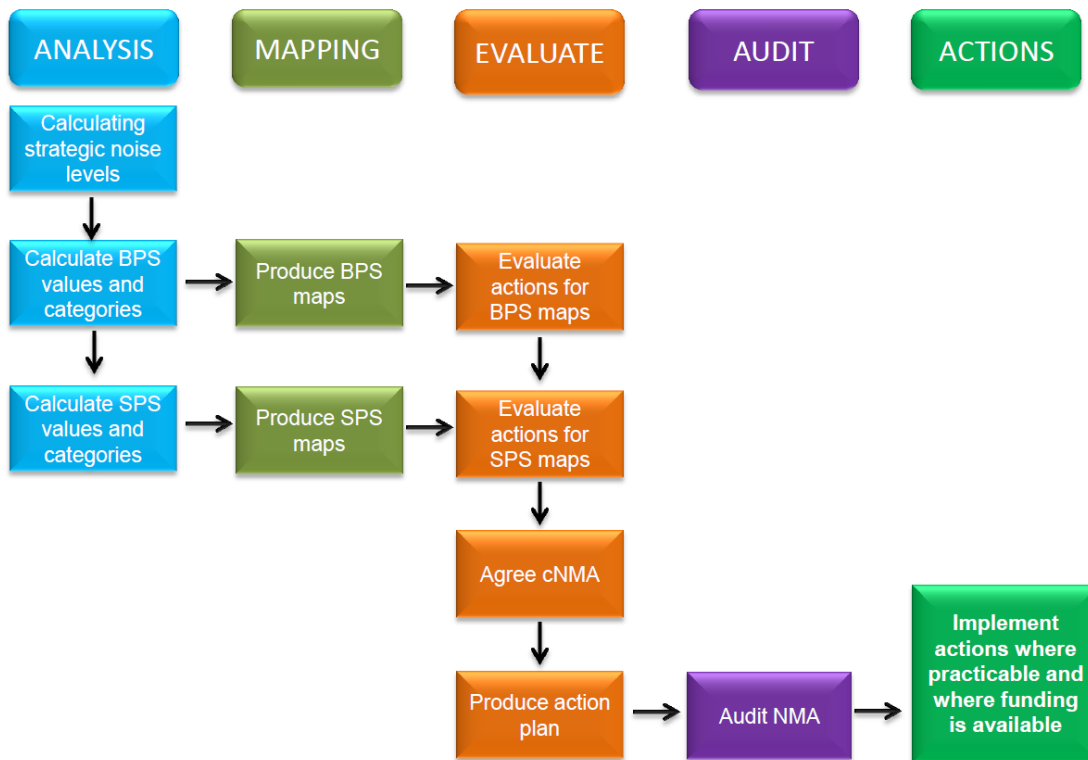 ANALYSIS
MAPPING
EVALUATE
AUDIT
ACTIONS
Calculating
strategic noise
levels
Calculate BPS
values and
categories
Produce BPS
maps
Evaluate
actions for
BPS maps
Calculate SPS
values and
categories
Produce SPS
maps
Evaluate
actions for
SPS maps
Agree cNMA
Produce action
plan
Audit NMA
Implement
actions where
practicable and
where funding
is available